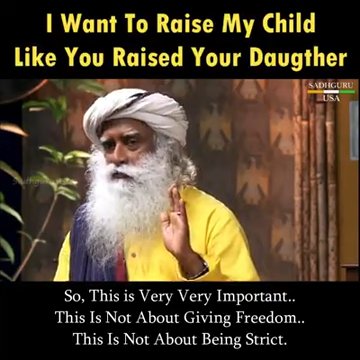 I Want To Raise My Child
Like You Raised Your Daugther
SADHGURU
USA
So, This is Very Very Important..
This Is Not About Giving Freedom..
This Is Not About Being Strict.